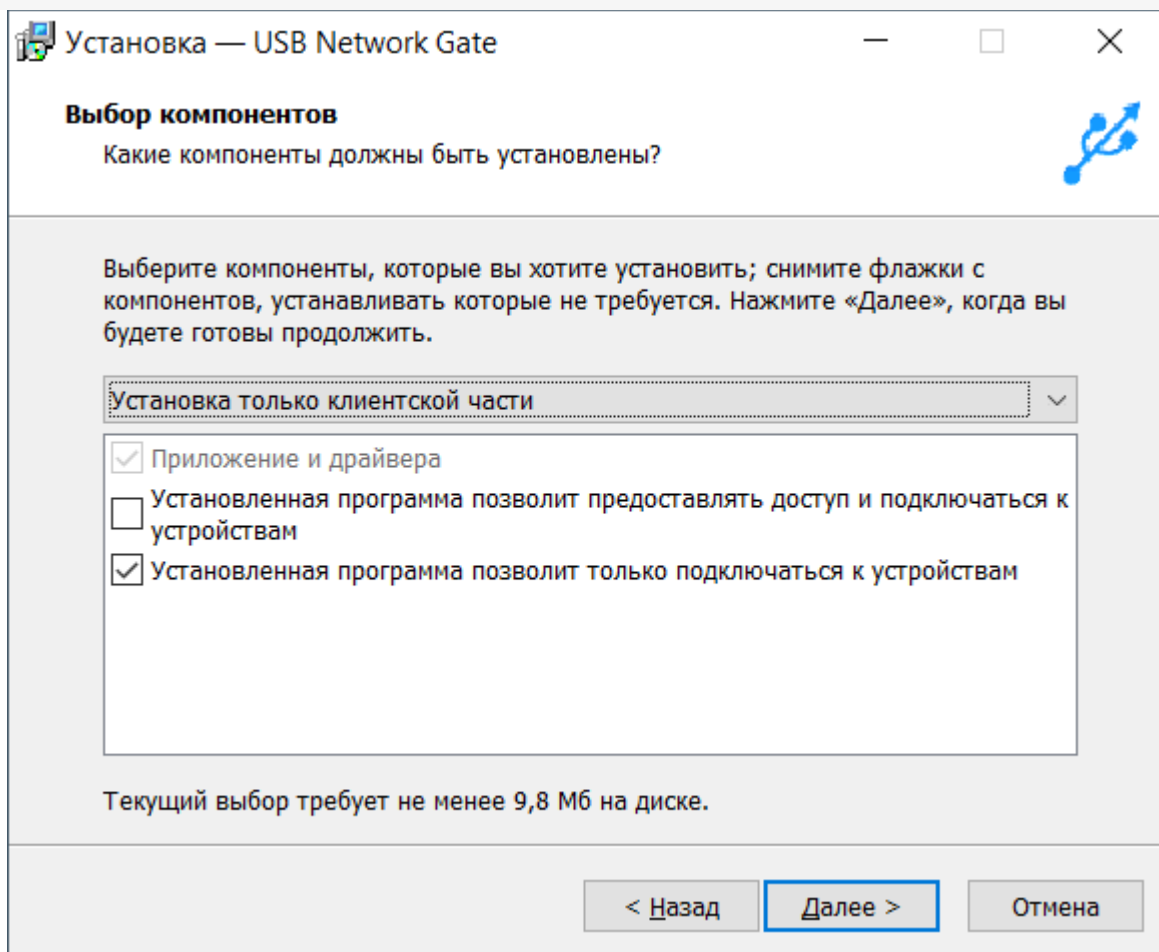 Установка — USB Network Gate
Выбор компонентов
Какие компоненты должны быть установлены?
Выберите компоненты, которые вы хотите установить; снимите флажки с
компонентов, устанавливать которые не требуется. Нажмите «Далее», когда вы
будете готовы продолжить.
Установка только клиентской части
Приложение и драйвера
Установленная программа позволит предоставлять доступ и подключаться к
устройствам
Установленная программа позволит только подключаться к устройствам
Текущий выбор требует не менее 9,8 Мб на диске.
< Назад
Далее >
Отмена